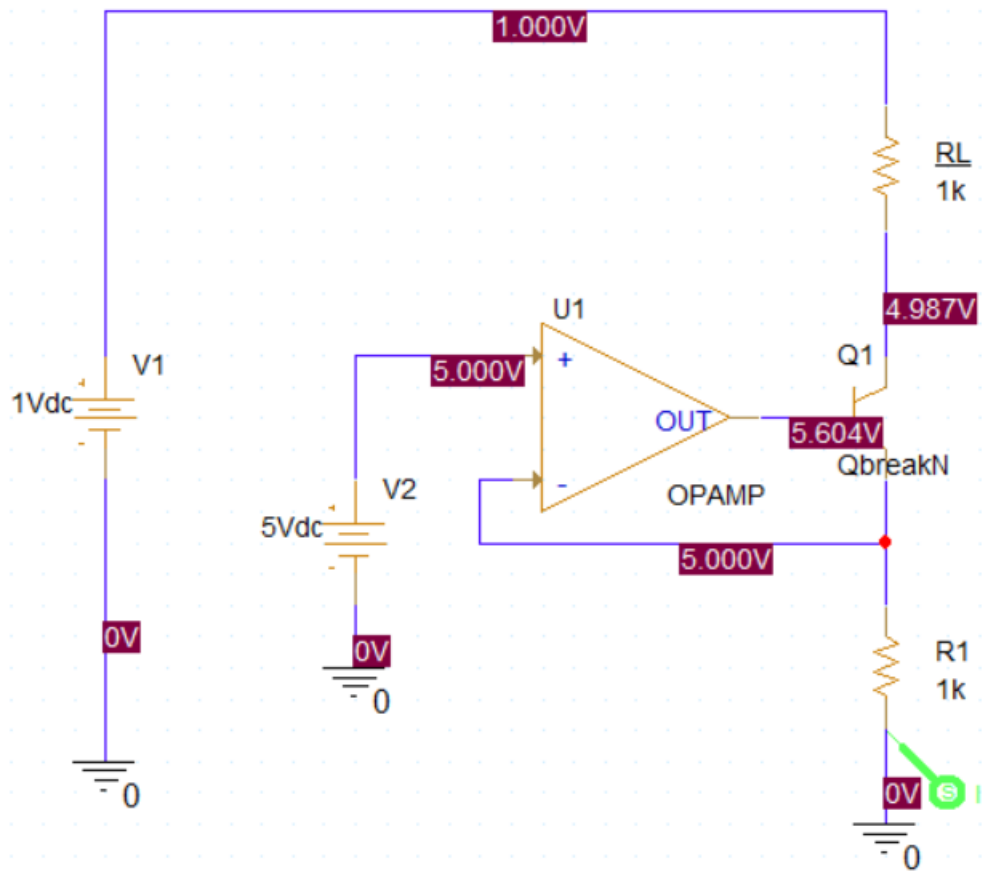 1.000V
RL
1k
4.987V
U1
V1
1Vdc
+
5.000V
Q1
OUT
5.604V
QbreakN
-
V2
OPAMP
5Vdc
5.000V
0V
0V
0
R1
1k
0
0V
S
I
0